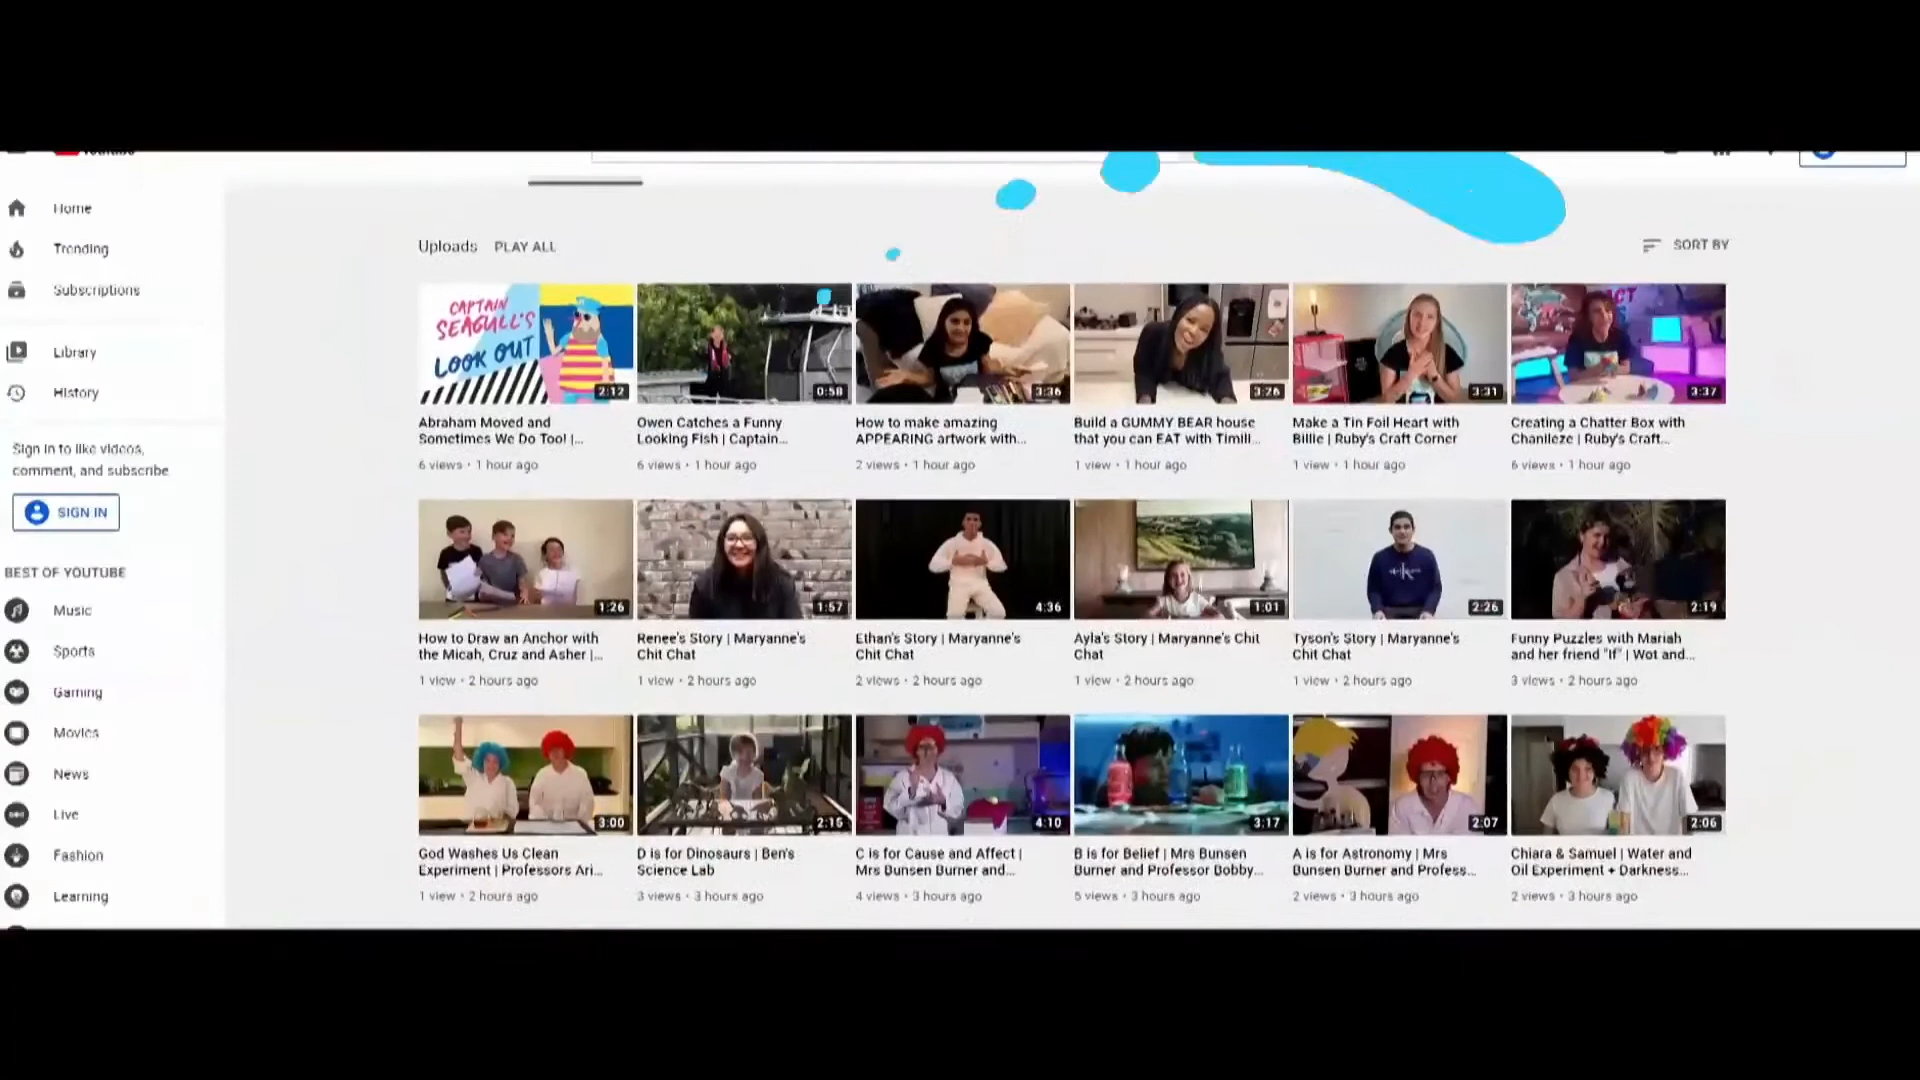 Home
Trending
Subscriptions
Library
History
Sign in to like videos,
comment, and subscribe
SIGN IN
BEST OF YOUTUBE
Music
Sports
Gaming
Movies
News
Live
Fashion
Learning
Uploads PLAY ALL
SORT BY
CAPTAIN
SEAGULL'S
LOOK OUT
2:12
0:58
3:36
3:26
3:31
3:37
Abraham Moved and
Sometimes We Do Too! |...
6 views • 1 hour ago
Owen Catches a Funny
Looking Fish | Captain...
6 views • 1 hour ago
How to make amazing
APPEARING artwork with...
2 views • 1 hour ago
Build a GUMMY BEAR house
that you can EAT with Timili...
1 view • 1 hour ago
Make a Tin Foil Heart with
Billie | Ruby's Craft Corner
1 view • 1 hour ago
Creating a Chatter Box with
Chanileze | Ruby's Craft...
6 views • 1 hour ago
1:26
1:57
4:36
1:01
2:26
2:19
How to Draw an Anchor with
the Micah, Cruz and Asher |...
1 view • 2 hours ago
Renee's Story | Maryanne's
Chit Chat
1 view • 2 hours ago
Ethan's Story | Maryanne's
Chit Chat
2 views • 2 hours ago
Ayla's Story | Maryanne's Chit
Chat
1 view • 2 hours ago
Tyson's Story | Maryanne's
Chit Chat
1 view • 2 hours ago
Funny Puzzles with Mariah
and her friend "If" | Wot and...
3 views • 2 hours ago
3:00
2:15
4:10
3:17
2:07
2:06
God Washes Us Clean
Experiment | Professors Ari...
1 view • 2 hours ago
D is for Dinosaurs | Ben's
Science Lab
3 views • 3 hours ago
C is for Cause and Affect |
Mrs Bunsen Burner and...
4 views • 3 hours ago
B is for Belief | Mrs Bunsen
Burner and Professor Bobby...
5 views • 3 hours ago
A is for Astronomy | Mrs
Bunsen Burner and Profess...
2 views • 3 hours ago
Chiara & Samuel | Water and
Oil Experiment + Darkness...
2 views • 3 hours ago